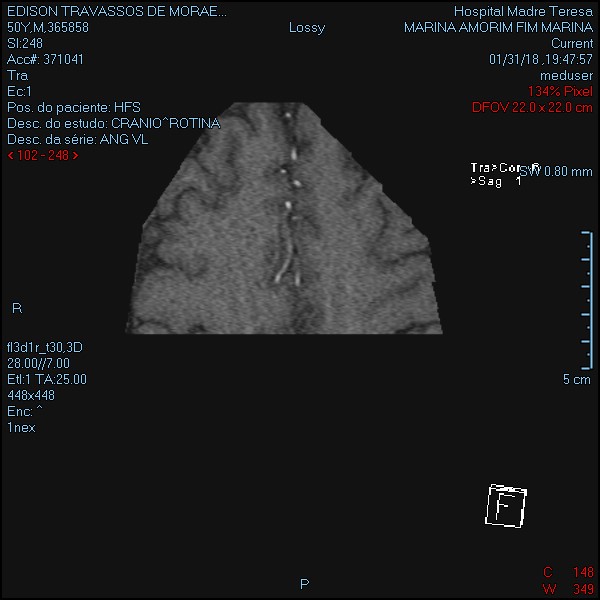 EDISON TRAVASSOS DE MORAE...
50Y,M,365858
Sl:248
Acc#: 371041
Tra
Ec:1
Pos. do paciente: HFS
Desc. do estudo: CRANIO^ROTINA
Desc. da série: ANG VL
< 102 - 248 >
Lossy
Hospital Madre Teresa
MARINA AMORIM FIM MARINA
Current
01/31/18 ,19:47:57
meduser
134% Pixel
DFOV 22.0 x 22.0 cm
Tra>Cor
SW 0.80 mm
>Sag 1
R
fl3d1r_t30,3D
28.00//7.00
Etl:1 TA:25.00
448x448
Enc: ^
1nex
5 cm
F
P
C 148
W 349